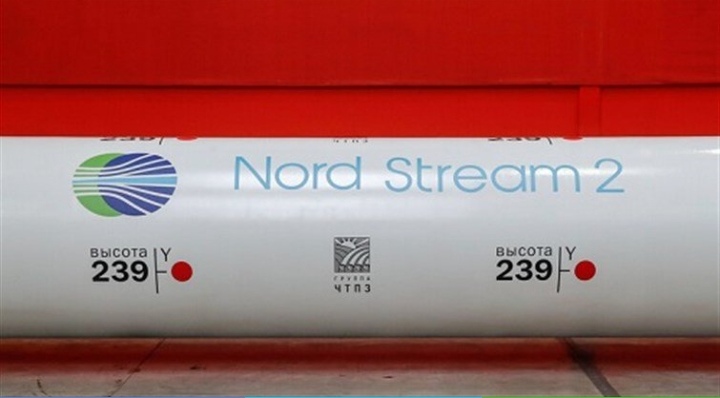 Nord Stream 2
высота
239 Y
ГРУППА
ЧТПЗ
высота
239 Y